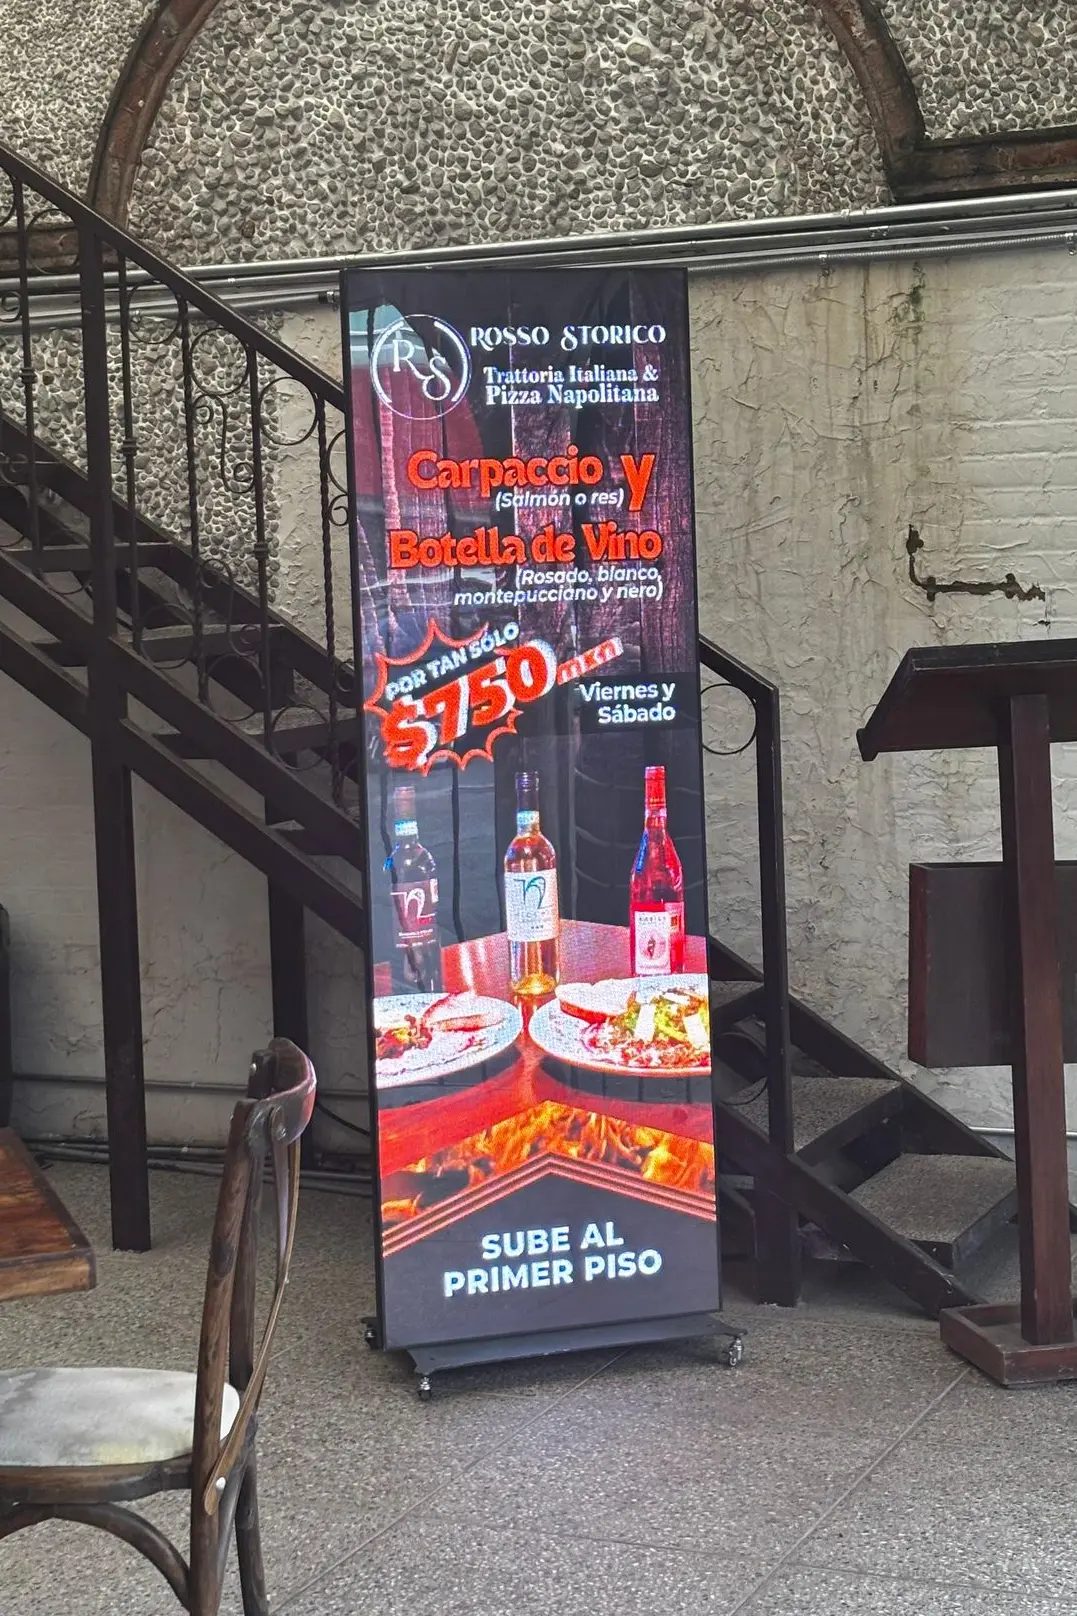 RS
ROSSO STORICO
Trattoria Italiana &
Pizza Napolitana
Carpaccio y
(Salmón o res)
Botella de Vino
(Rosado, blanco,
montepucciano y nero)
POR TAN SÓLO
$750 mxn
Viernes y
Sábado
SUBE AL
PRIMER PISO